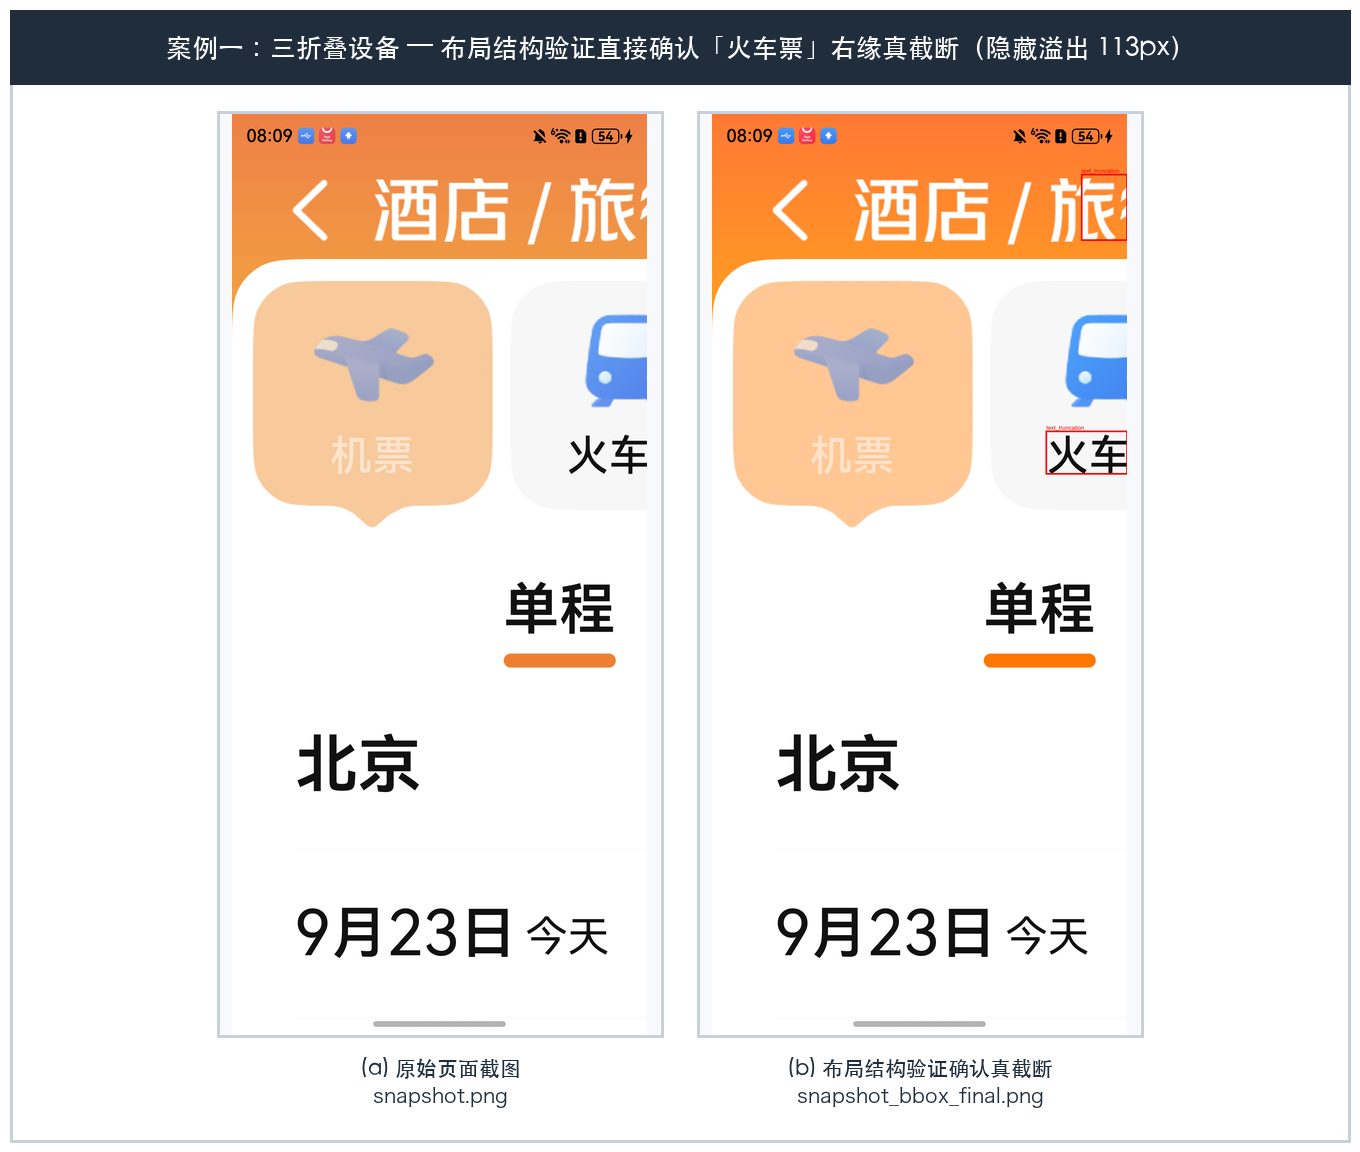 案例一：三折叠设备 — 布局结构验证直接确认「火车票」右缘真截断（隐藏溢出 113px）
08:09
54
酒店 / 旅
机票
火车
单程
北京
9月23日 今天
08:09
54
text_truncation
酒店 / 旅
机票
text_truncation
火车
单程
北京
9月23日 今天
(a) 原始页面截图
snapshot.png
(b) 布局结构验证确认真截断
snapshot_bbox_final.png